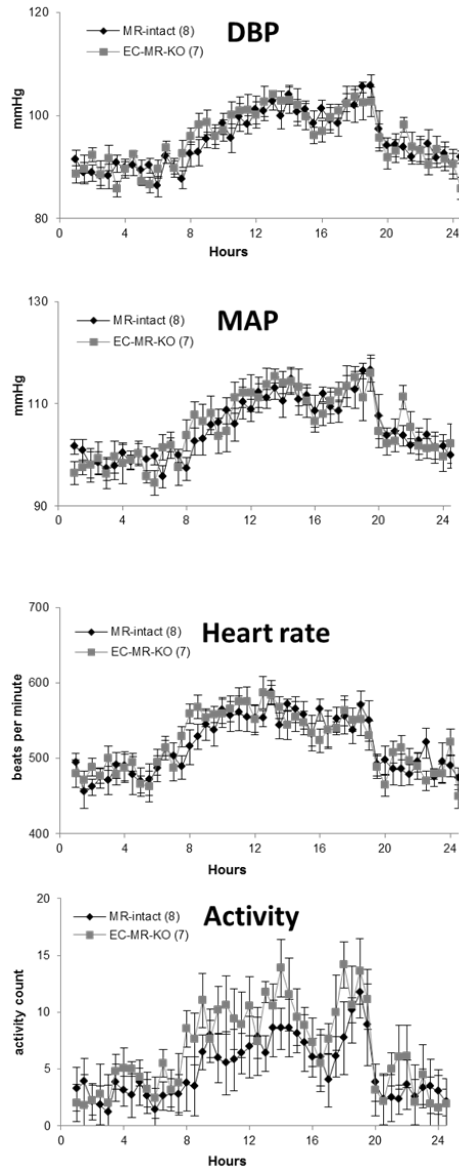 DBP
MR-intact (8)
EC-MR-KO (7)
120
100
80
mmHg
0 4 8 12 16 20 24
Hours
MAP
MR-intact (8)
EC-MR-KO (7)
130
110
90
mmHg
0 4 8 12 16 20 24
Heart rate
MR-intact (8)
EC-MR-KO (7)
700
600
500
400
beats per minute
0 4 8 12 16 20 24
Hours
Activity
MR-intact (8)
EC-MR-KO (7)
20
15
10
5
0
activity count
0 4 8 12 16 20 24
Hours